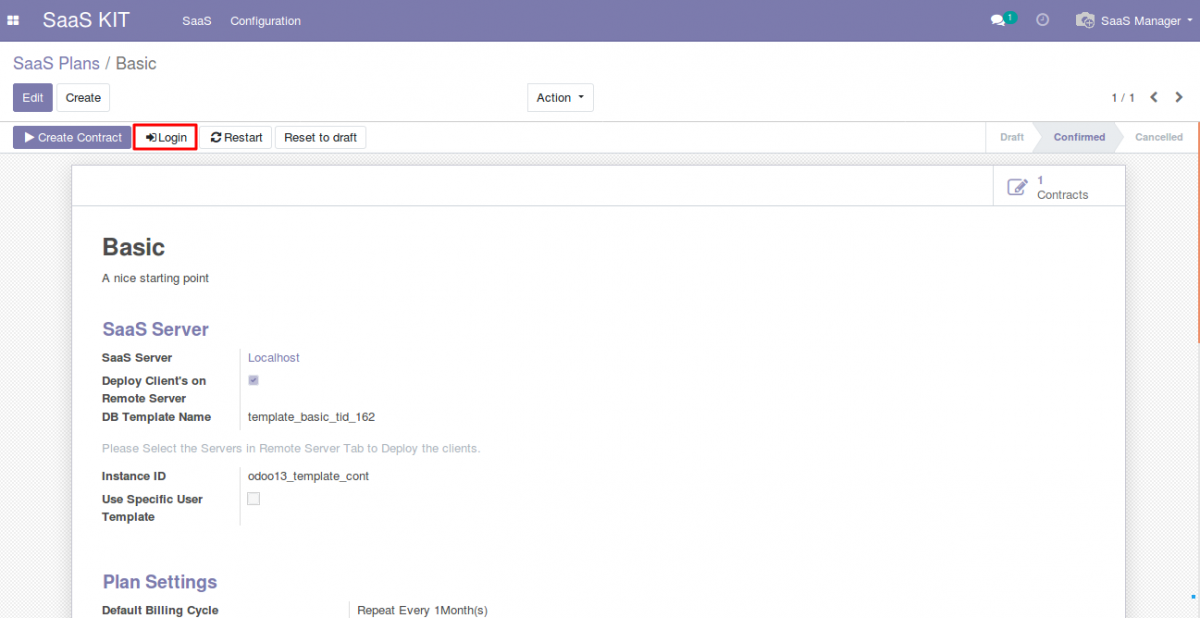 SaaS KIT SaaS Configuration 1 SaaS Manager
SaaS Plans / Basic
Edit Create Action 1 / 1
Create Contract Login Restart Reset to draft Draft Confirmed Cancelled
1
Contracts
Basic
A nice starting point
SaaS Server
SaaS Server Localhost
Deploy Client's on
Remote Server
DB Template Name template_basic_tid_162
Please Select the Servers in Remote Server Tab to Deploy the clients.
Instance ID odoo13_template_cont
Use Specific User
Template
Plan Settings
Default Billing Cycle Repeat Every 1Month(s)